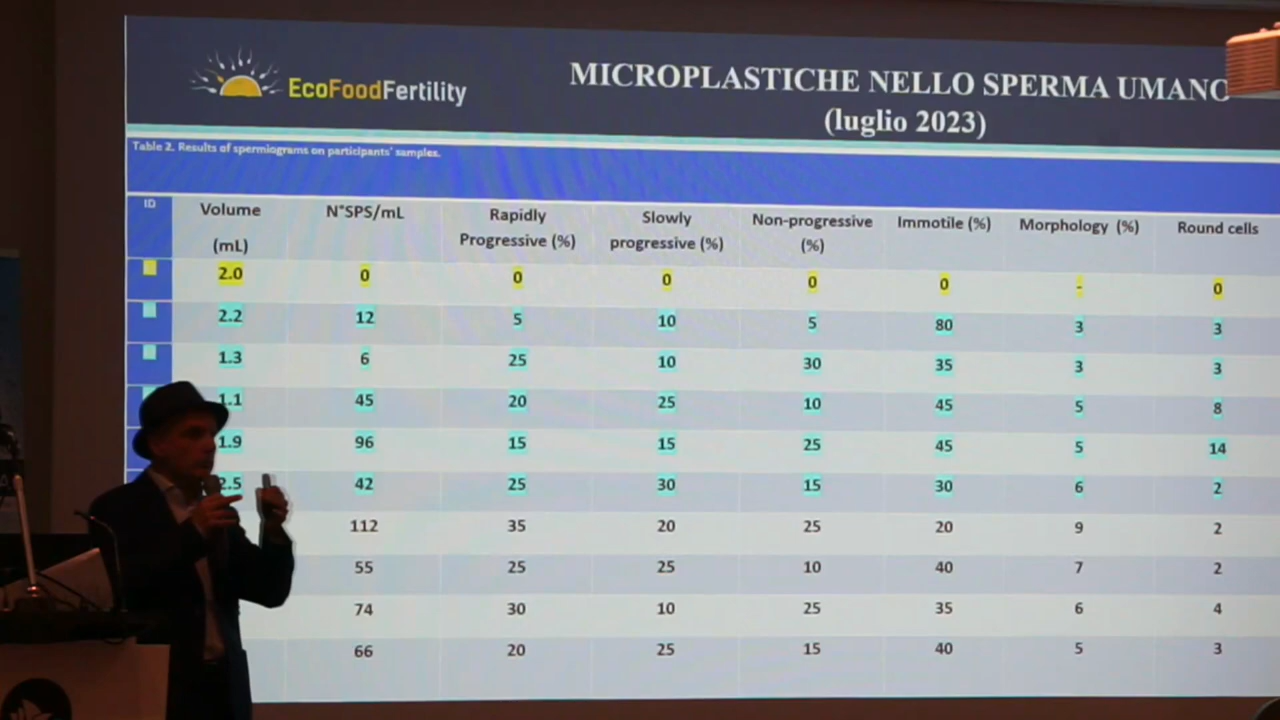 EcoFoodFertility
MICROPLASTICHE NELLO SPERMA UMANO
(luglio 2023)
Table 2. Results of spermiograms on participants' samples.
ID Volume (mL) N°SPS/mL Rapidly Progressive (%) Slowly progressive (%) Non-progressive (%) Immotile (%) Morphology (%) Round cells
2.0 0 0 0 0 0 - 0
2.2 12 5 10 5 80 3 3
1.3 6 25 10 30 35 3 3
1.1 45 20 25 10 45 5 8
1.9 96 15 15 25 45 5 14
2.5 42 25 30 15 30 6 2
112 35 20 25 20 9 2
55 25 25 10 40 7 2
74 30 10 25 35 6 4
66 20 25 15 40 5 3